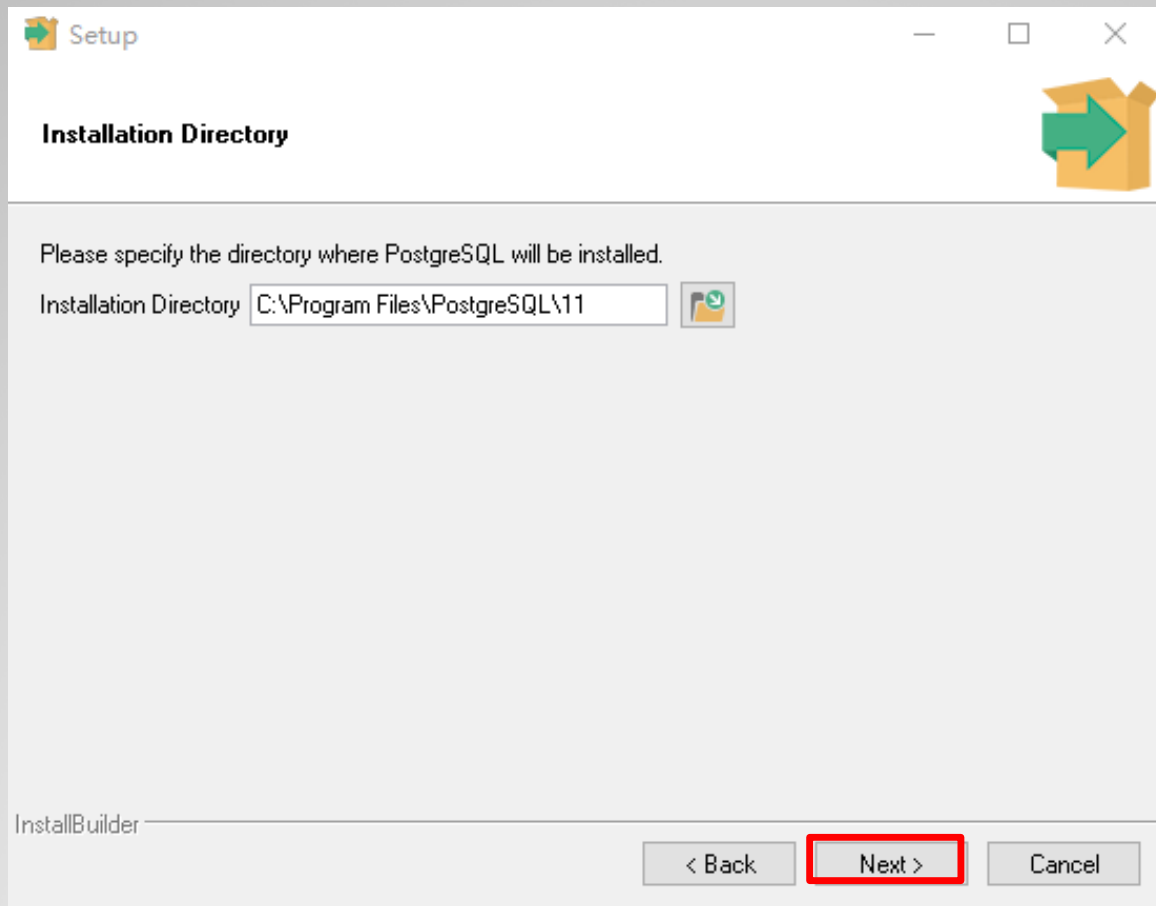 Setup
Installation Directory
Please specify the directory where PostgreSQL will be installed.
Installation Directory C:\Program Files\PostgreSQL\11
InstallBuilder
< Back Next > Cancel